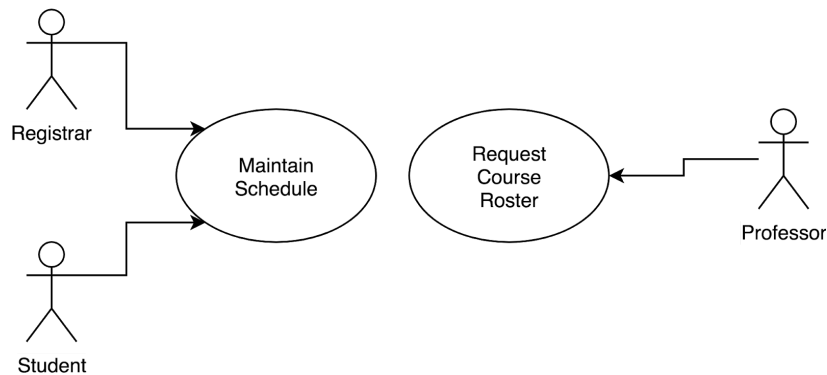 Registrar
Maintain
Schedule
Request
Course
Roster
Professor
Student